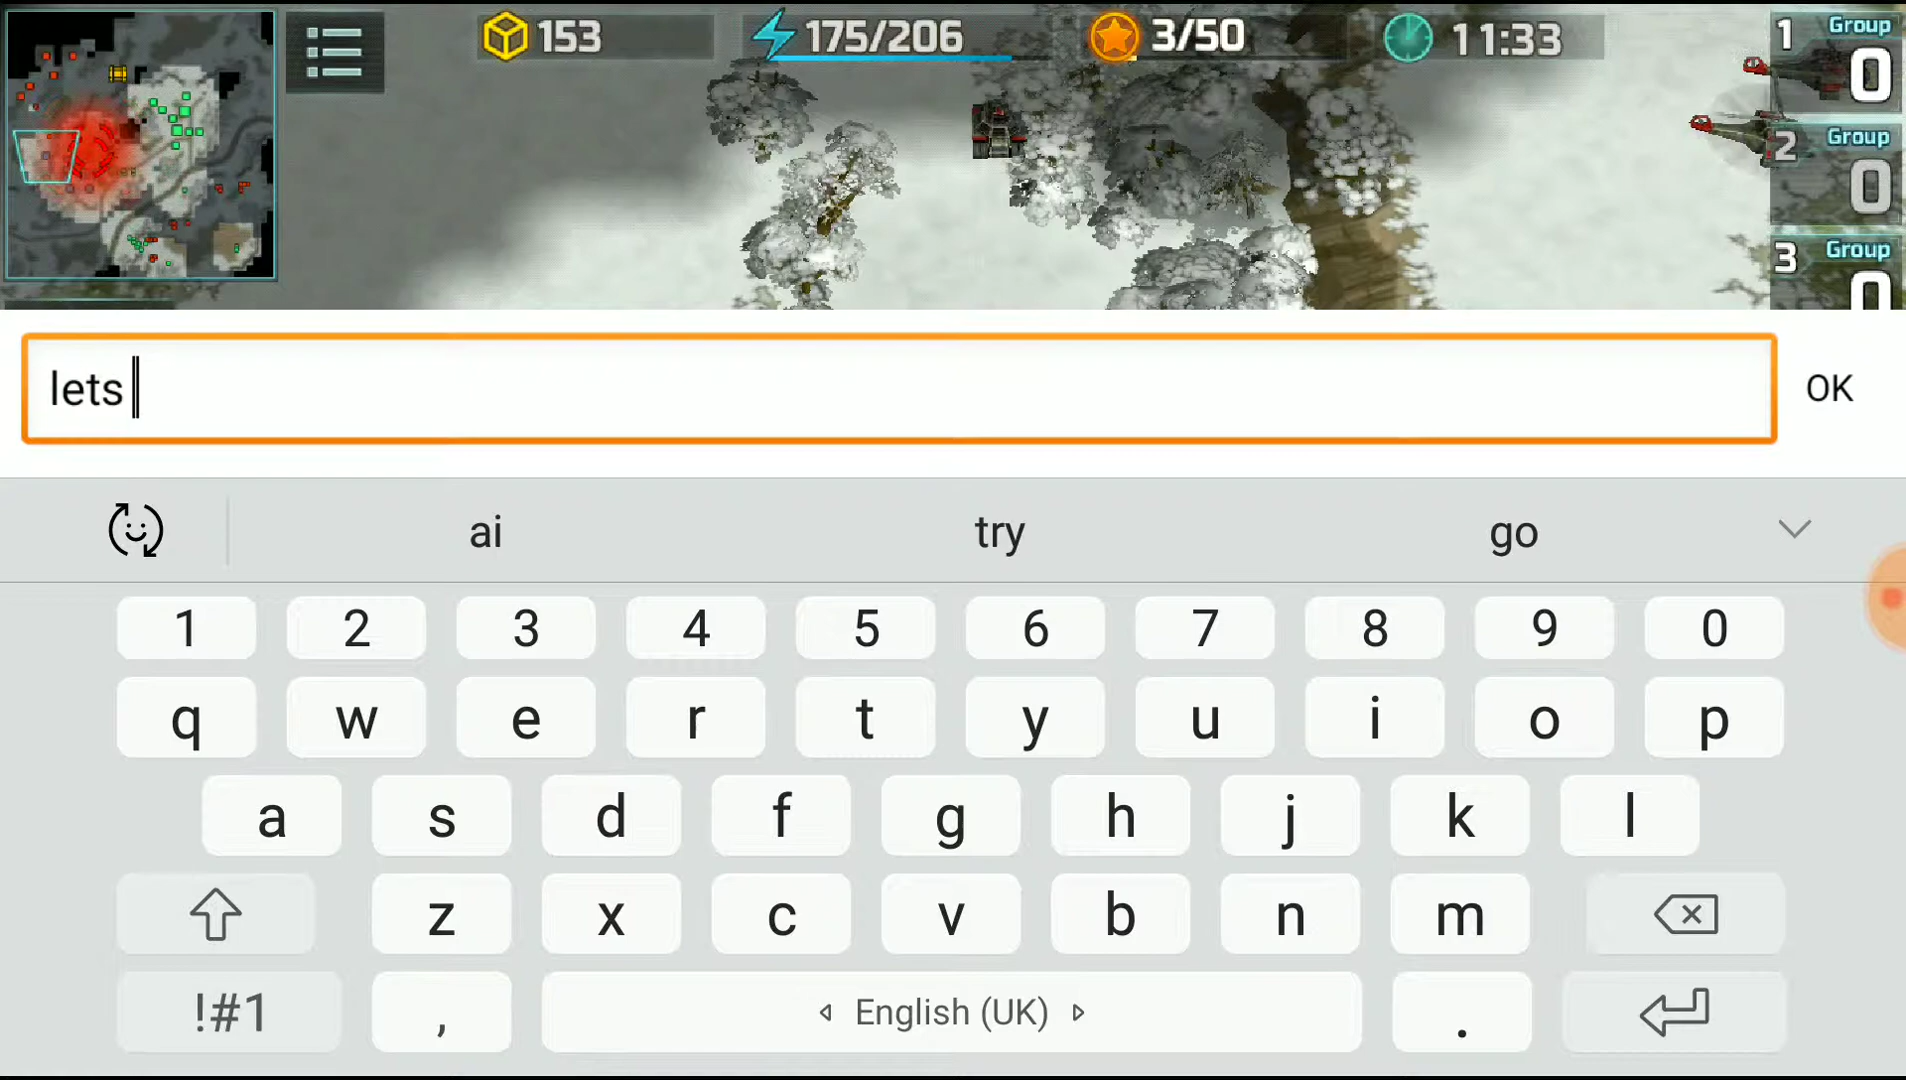 153 175/206 3/50 11:33
1 Group
0
2 Group
0
3 Group
0
lets
OK
ai try go
1 2 3 4 5 6 7 8 9 0
q w e r t y u i o p
a s d f g h j k l
z x c v b n m
!#1 , English (UK) .